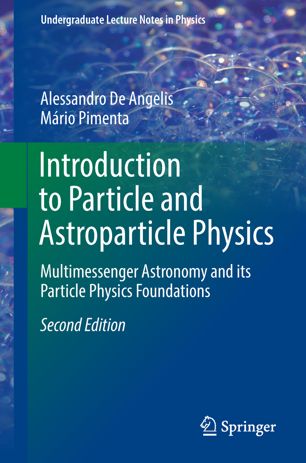 Undergraduate Lecture Notes in Physics
Alessandro De Angelis
Mário Pimenta
Introduction
to Particle and
Astroparticle Physics
Multimessenger Astronomy and its
Particle Physics Foundations
Second Edition
Springer